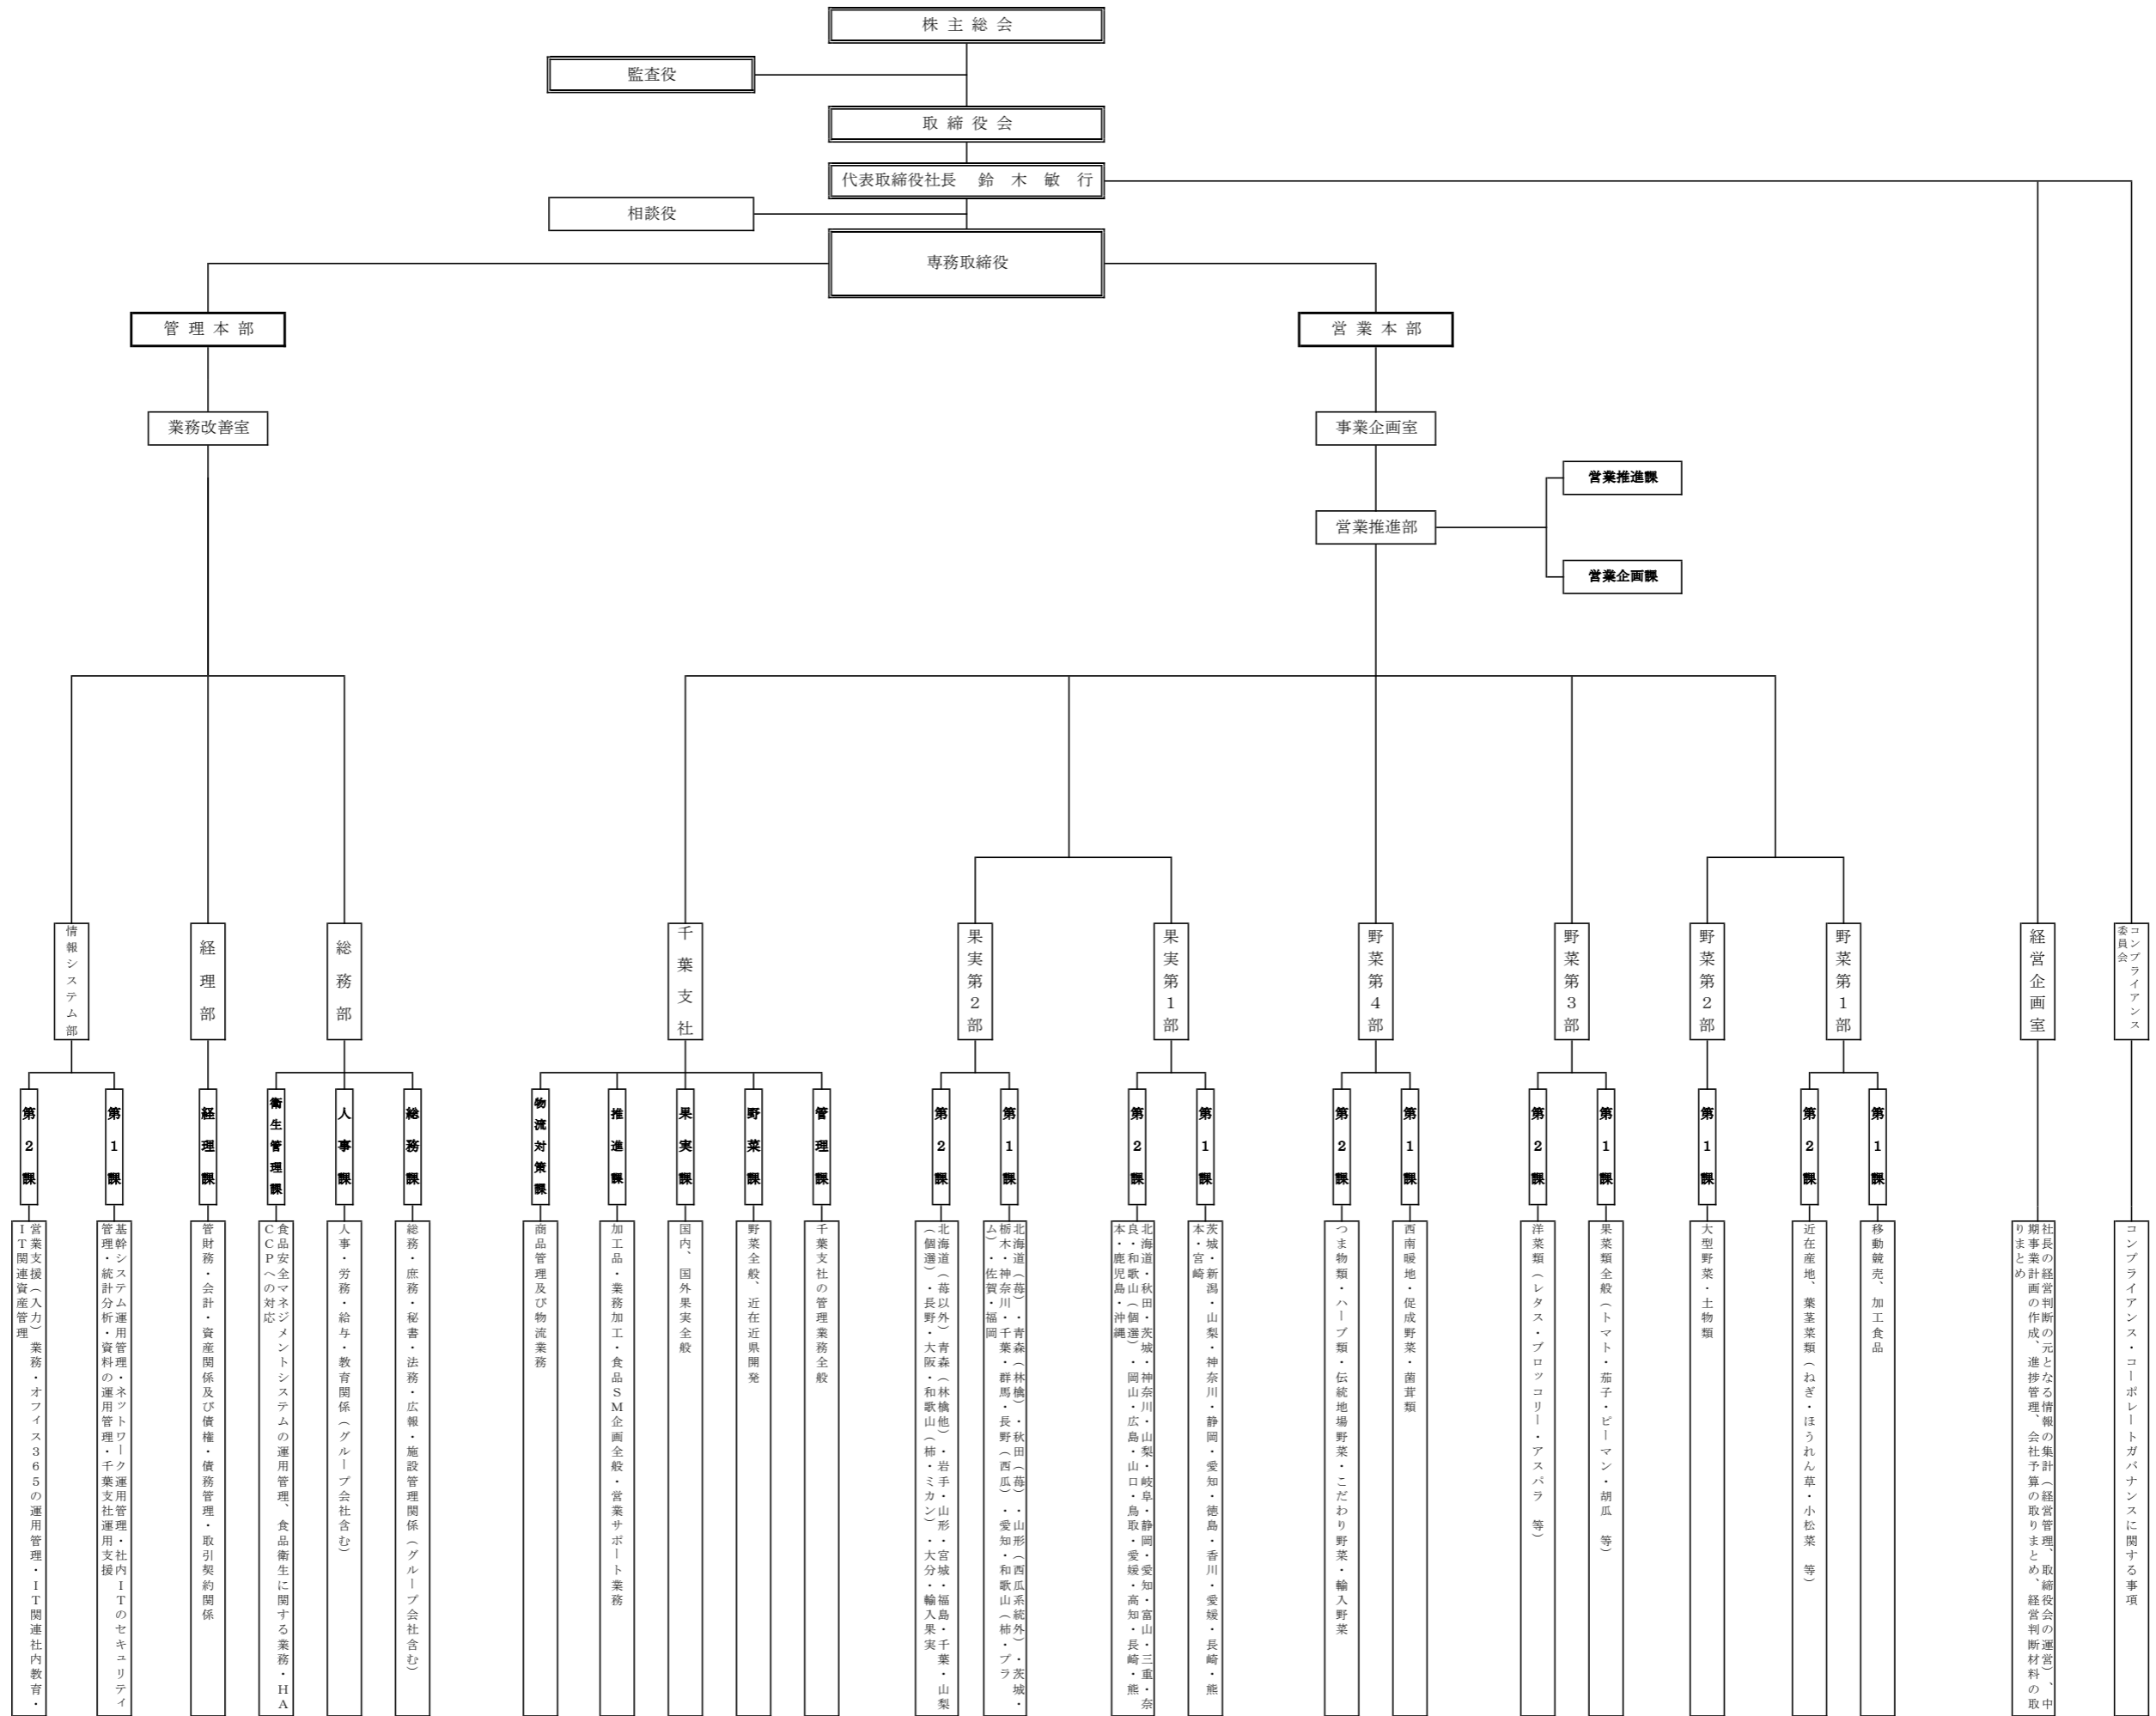 株主総会
監査役
取締役会
代表取締役社長　鈴　木　敏　行
相談役
専務取締役
管理本部
営業本部
業務改善室
事業企画室
営業推進課
営業推進部
営業企画課
情報システム部
経理部
総務部
千葉支社
果実第２部
果実第１部
野菜第４部
野菜第３部
野菜第２部
野菜第１部
経営企画室
コンプライアンス
委員会
第２課
第１課
経理課
衛生管理課
人事課
総務課
物流対策課
推進課
果実課
野菜課
管理課
第２課
第１課
第２課
第１課
第２課
第１課
第２課
第１課
第１課
第２課
第１課
営業支援（入力）業務・オフィス３６５の運用管理・ＩＴ関連社内教育・
ＩＴ関連資産管理
基幹システム運用管理・ネットワーク運用管理・社内ＩＴのセキュリティ
管理・統計分析・資料の運用管理・千葉支社運用支援
管財務・会計・資産関係及び債権・債務管理・取引契約関係
食品安全マネジメントシステムの運用管理、食品衛生に関する業務・ＨＡ
ＣＣＰへの対応
人事・労務・給与・教育関係（グループ会社含む）
総務・庶務・秘書・法務・広報・施設管理関係（グループ会社含む）
商品管理及び物流業務
加工品・業務加工・食品ＳＭ企画全般・営業サポート業務
国内、国外果実全般
野菜全般、近在近県開発
千葉支社の管理業務全般
北海道（苺以外）青森（林檎他）・岩手・山形・宮城・福島・千葉・山梨
（個選）・長野・大阪・和歌山（柿・ミカン）・大分・輸入果実
北海道（苺）・青森（林檎）・秋田（苺）・山形（西瓜系統外）・茨城・
栃木・神奈川・千葉・群馬・長野（西瓜）・愛知・和歌山（柿・プラ
ム）・佐賀・福岡
北海道・秋田・茨城・神奈川・山梨・岐阜・静岡・愛知・富山・三重・奈
良・和歌山（個選）・岡山・広島・山口・鳥取・愛媛・高知・長崎・熊
本・鹿児島・沖縄
茨城・新潟・山梨・神奈川・静岡・愛知・徳島・香川・愛媛・長崎・熊
本・宮崎
つま物類・ハーブ類・伝統地場野菜・こだわり野菜・輸入野菜
西南暖地・促成野菜・菌茸類
洋菜類（レタス・ブロッコリー・アスパラ　等）
果菜類全般（トマト・茄子・ピーマン・胡瓜　等）
大型野菜・土物類
近在産地、葉茎菜類（ねぎ・ほうれん草・小松菜　等）
移動競売、加工食品
社長の経営判断の元となる情報の集計（経営管理、取締役会の運営）、中
期事業計画の作成、進捗管理、会社予算の取りまとめ、経営判断材料の取
りまとめ
コンプライアンス・コーポレートガバナンスに関する事項